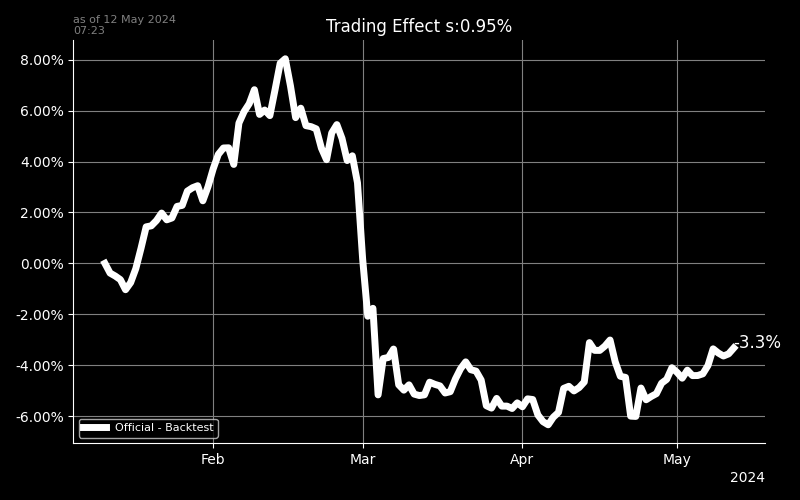 as of 12 May 2024
07:23
Trading Effect s:0.95%
8.00%
6.00%
4.00%
2.00%
0.00%
-2.00%
-4.00%
-6.00%
-3.3%
Official - Backtest
Feb
Mar
Apr
May
2024